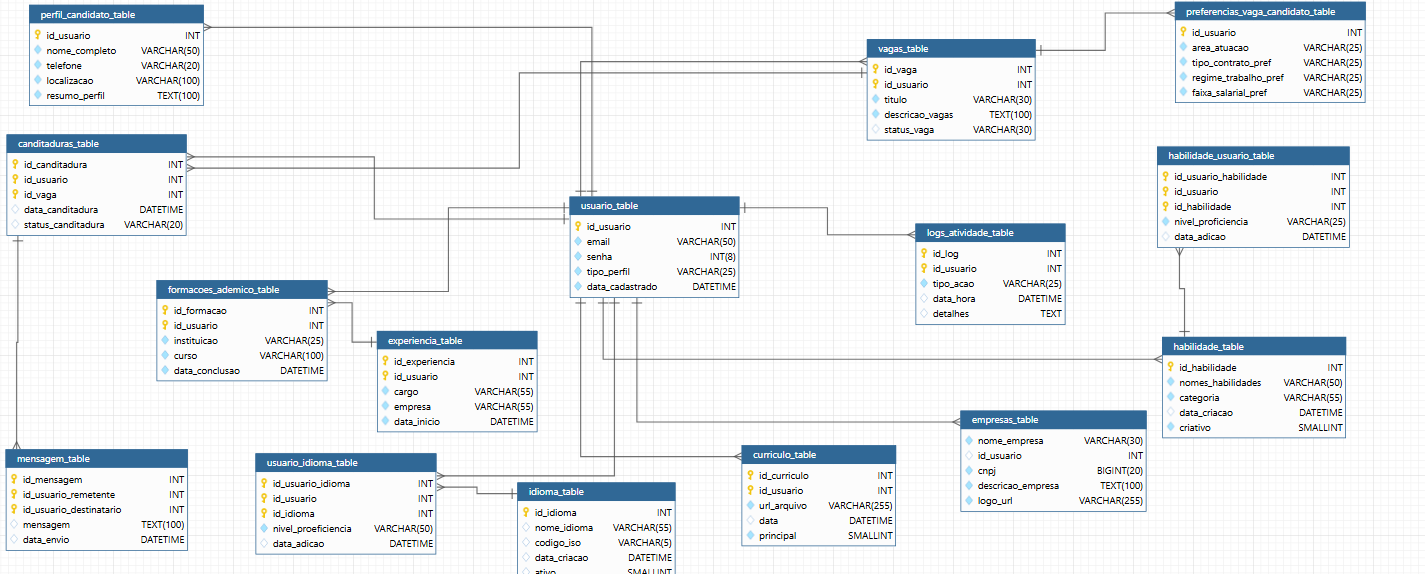 perfil_candidato_table
id_usuario INT
nome_completo VARCHAR(50)
telefone VARCHAR(20)
localizacao VARCHAR(100)
resumo_perfil TEXT(100)
preferencias_vaga_candidato_table
id_usuario INT
area_atuacao VARCHAR(25)
tipo_contrato_pref VARCHAR(25)
regime_trabalho_pref VARCHAR(25)
faixa_salarial_pref VARCHAR(25)
vagas_table
id_vaga INT
id_usuario INT
titulo VARCHAR(30)
descricao_vagas TEXT(100)
status_vaga VARCHAR(30)
canditaduras_table
id_canditadura INT
id_usuario INT
id_vaga INT
data_canditadura DATETIME
status_canditadura VARCHAR(20)
habilidade_usuario_table
id_usuario_habilidade INT
id_usuario INT
id_habilidade INT
nivel_proficiencia VARCHAR(25)
data_adicao DATETIME
usuario_table
id_usuario INT
email VARCHAR(50)
senha INT(8)
tipo_perfil VARCHAR(25)
data_cadastrado DATETIME
logs_atividade_table
id_log INT
id_usuario INT
tipo_acao VARCHAR(25)
data_hora DATETIME
detalhes TEXT
formacoes_ademico_table
id_formacao INT
id_usuario INT
instituicao VARCHAR(25)
curso VARCHAR(100)
data_conclusao DATETIME
experiencia_table
id_experiencia INT
id_usuario INT
cargo VARCHAR(55)
empresa VARCHAR(55)
data_inicio DATETIME
habilidade_table
id_habilidade INT
nomes_habilidades VARCHAR(50)
categoria VARCHAR(55)
data_criacao DATETIME
criativo SMALLINT
empresas_table
nome_empresa VARCHAR(30)
id_usuario INT
cnpj BIGINT(20)
descricao_empresa TEXT(100)
logo_url VARCHAR(255)
mensagem_table
id_mensagem INT
id_usuario_remetente INT
id_usuario_destinatario INT
mensagem TEXT(100)
data_envio DATETIME
usuario_idioma_table
id_usuario_idioma INT
id_usuario INT
id_idioma INT
nivel_proeficiencia VARCHAR(50)
data_adicao DATETIME
curriculo_table
id_curriculo INT
id_usuario INT
url_arquivo VARCHAR(255)
data DATETIME
principal SMALLINT
idioma_table
id_idioma INT
nome_idioma VARCHAR(55)
codigo_iso VARCHAR(5)
data_criacao DATETIME
ativo SMALLINT